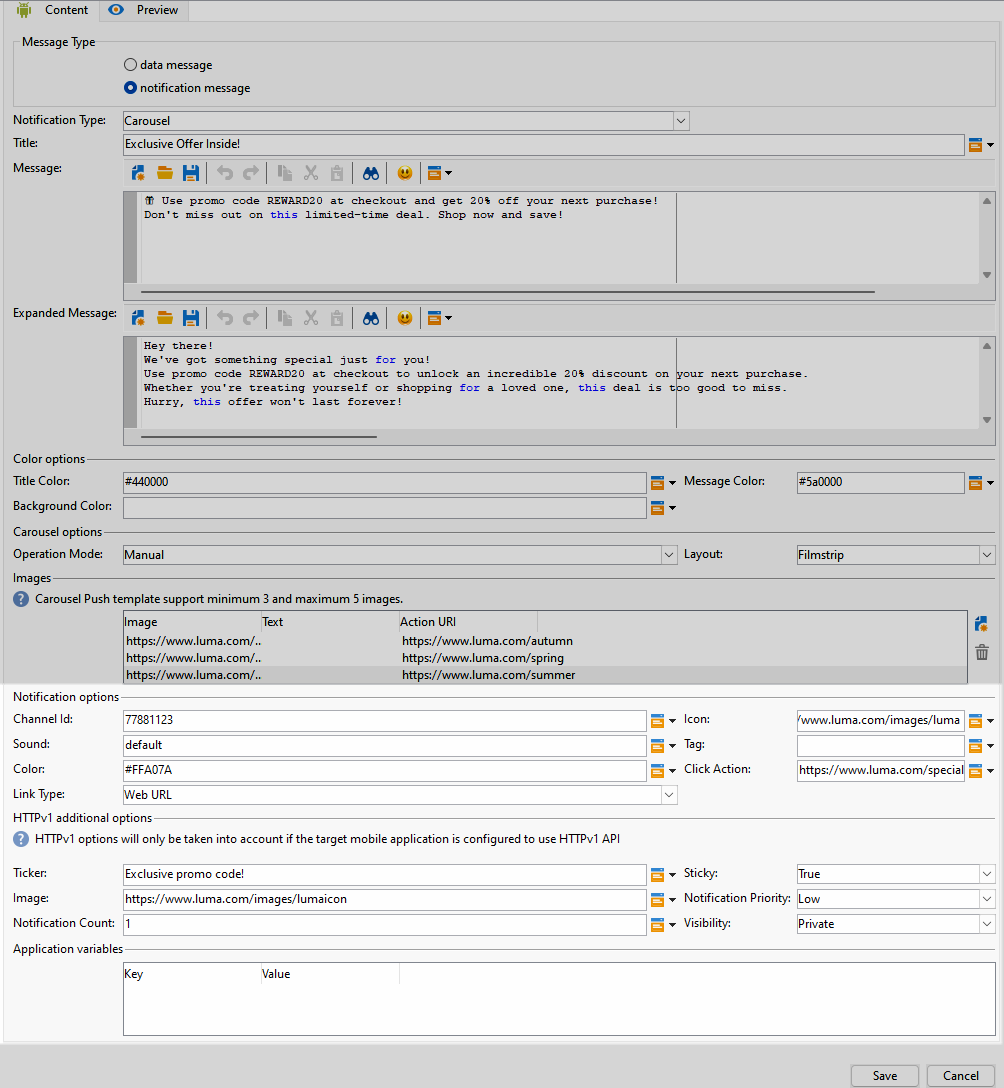 Content Preview
Message Type
data message
notification message
Notification Type: Carousel
Title: Exclusive Offer Inside!
Message:
🎁 Use promo code REWARD20 at checkout and get 20% off your next purchase!
Don't miss out on this limited-time deal. Shop now and save!
Expanded Message:
Hey there!
We've got something special just for you!
Use promo code REWARD20 at checkout to unlock an incredible 20% discount on your next purchase.
Whether you're treating yourself or shopping for a loved one, this deal is too good to miss.
Hurry, this offer won't last forever!
Color options
Title Color: #440000 Message Color: #5a0000
Background Color:
Carousel options
Operation Mode: Manual Layout: Filmstrip
Images
? Carousel Push template support minimum 3 and maximum 5 images.
Image Text Action URI
https://www.luma.com/.. https://www.luma.com/autumn
https://www.luma.com/.. https://www.luma.com/spring
https://www.luma.com/.. https://www.luma.com/summer
Notification options
Channel Id: 77881123 Icon: /www.luma.com/images/luma
Sound: default Tag:
Color: #FFA07A Click Action: https://www.luma.com/special
Link Type: Web URL
HTTPv1 additional options
? HTTPv1 options will only be taken into account if the target mobile application is configured to use HTTPv1 API
Ticker: Exclusive promo code! Sticky: True
Image: https://www.luma.com/images/lumaicon Notification Priority: Low
Notification Count: 1 Visibility: Private
Application variables
Key Value
Save Cancel